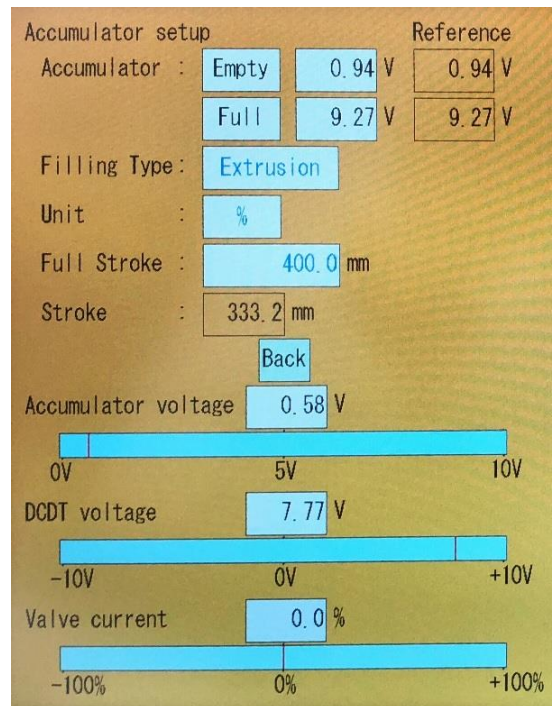 Accumulator setup Reference
Accumulator : Empty 0.94 V 0.94 V
Full 9.27 V 9.27 V
Filling Type: Extrusion
Unit : %
Full Stroke : 400.0 mm
Stroke : 333.2 mm
Back
Accumulator voltage 0.58 V
0V 5V 10V
DCDT voltage 7.77 V
-10V 0V +10V
Valve current 0.0 %
-100% 0% +100%